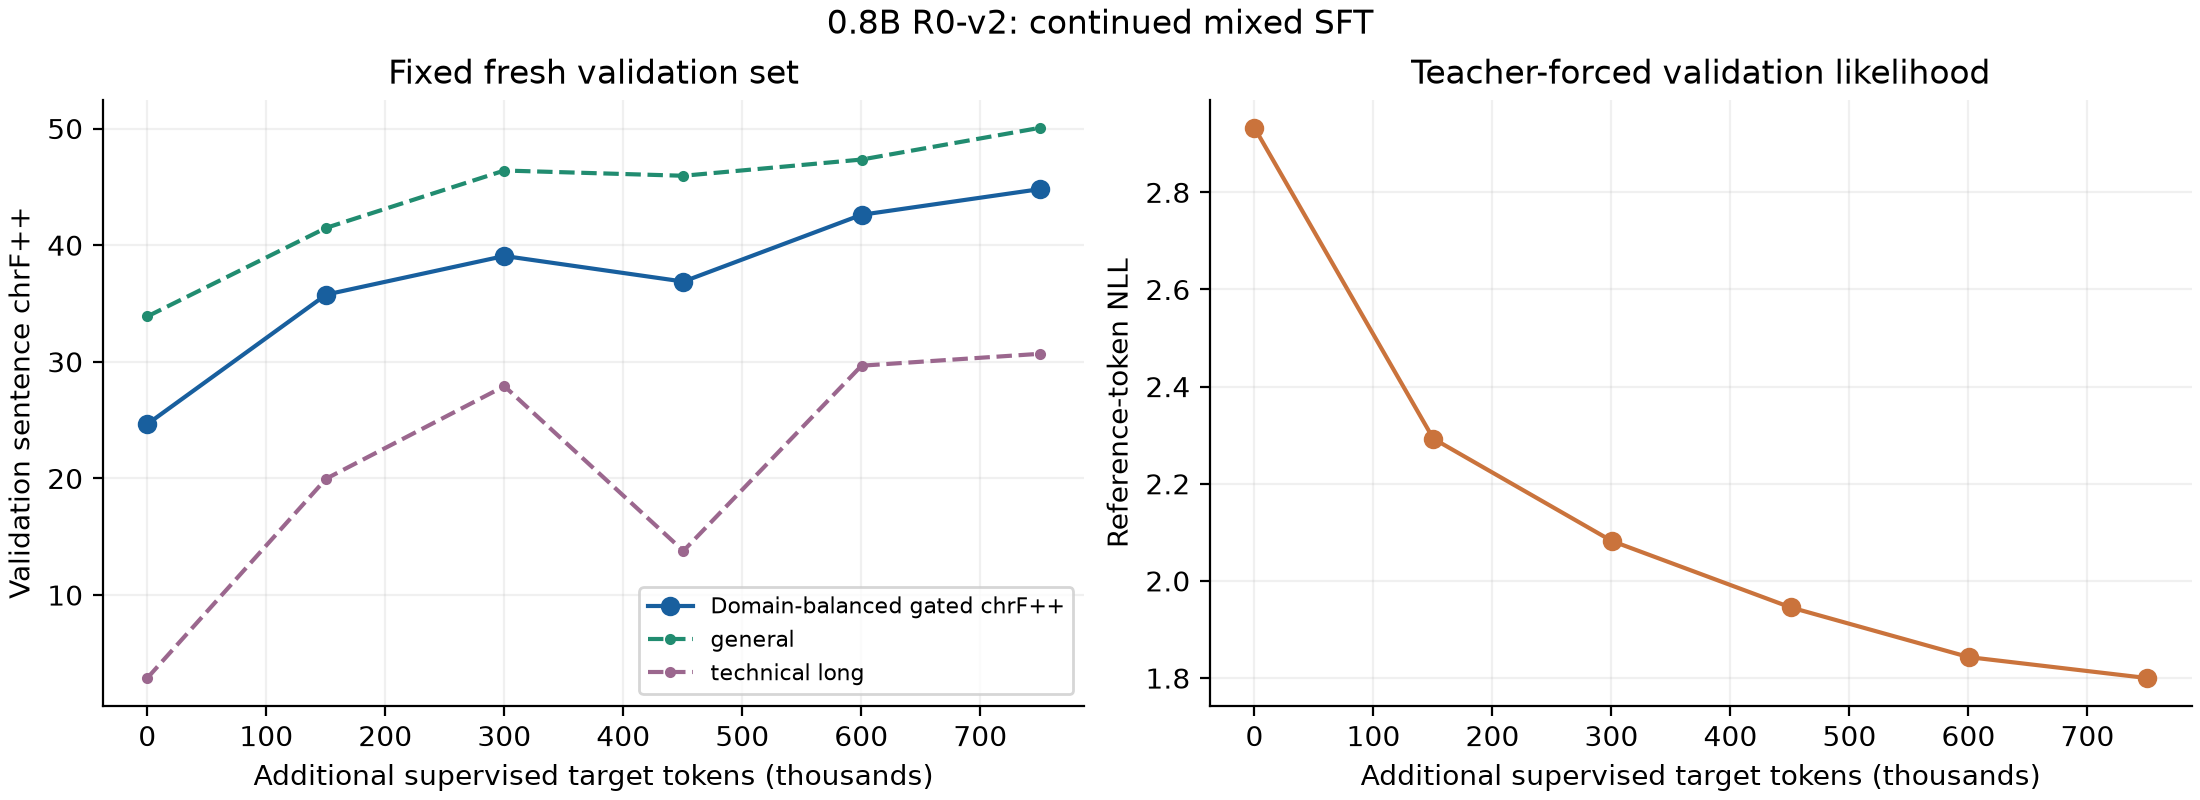 0.8B R0-v2: continued mixed SFT
Fixed fresh validation set
Validation sentence chrF++
50
40
30
20
10
Domain-balanced gated chrF++
general
technical long
0 100 200 300 400 500 600 700
Additional supervised target tokens (thousands)
Teacher-forced validation likelihood
Reference-token NLL
2.8
2.6
2.4
2.2
2.0
1.8
0 100 200 300 400 500 600 700
Additional supervised target tokens (thousands)